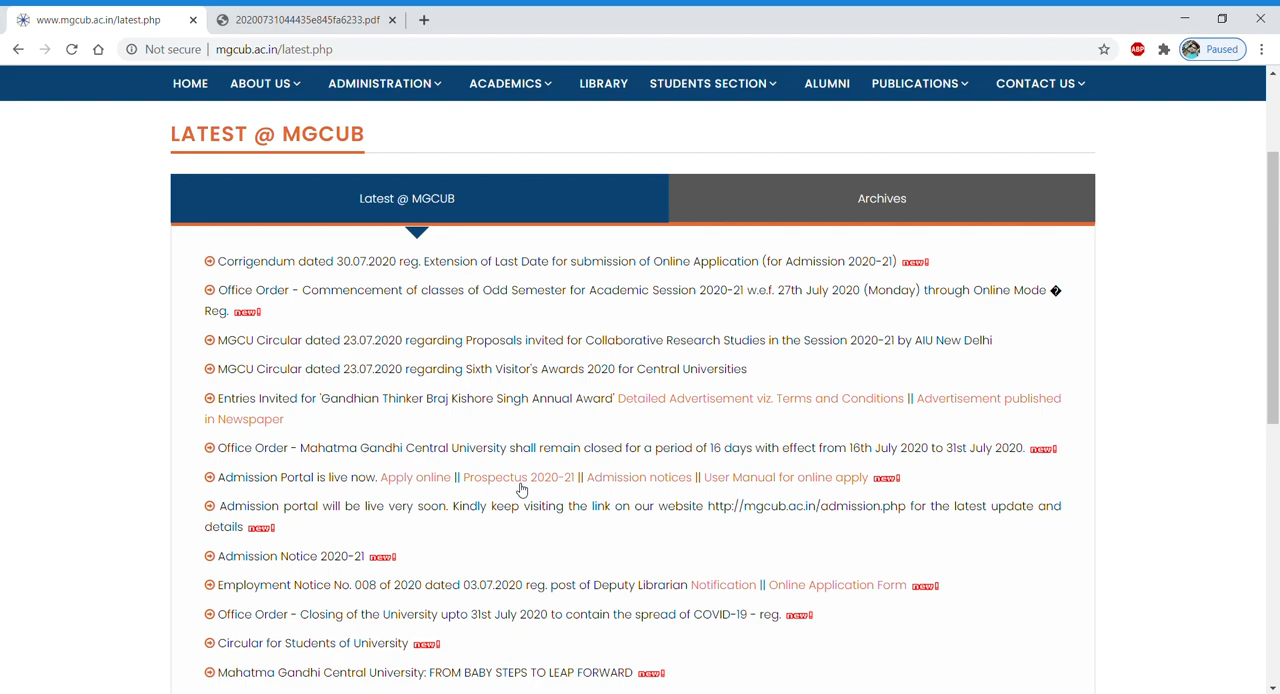 www.mgcub.ac.in/latest.php
20200731044435e845fa6233.pdf
Not secure | mgcub.ac.in/latest.php
ABP
Paused
HOME ABOUT US ADMINISTRATION ACADEMICS LIBRARY STUDENTS SECTION ALUMNI PUBLICATIONS CONTACT US
LATEST @ MGCUB
Latest @ MGCUB
Archives
Corrigendum dated 30.07.2020 reg. Extension of Last Date for submission of Online Application (for Admission 2020-21) new!
Office Order - Commencement of classes of Odd Semester for Academic Session 2020-21 w.e.f. 27th July 2020 (Monday) through Online Mode �
Reg. new!
MGCU Circular dated 23.07.2020 regarding Proposals invited for Collaborative Research Studies in the Session 2020-21 by AIU New Delhi
MGCU Circular dated 23.07.2020 regarding Sixth Visitor's Awards 2020 for Central Universities
Entries Invited for 'Gandhian Thinker Braj Kishore Singh Annual Award' Detailed Advertisement viz. Terms and Conditions || Advertisement published
in Newspaper
Office Order - Mahatma Gandhi Central University shall remain closed for a period of 16 days with effect from 16th July 2020 to 31st July 2020. new!
Admission Portal is live now. Apply online || Prospectus 2020-21 || Admission notices || User Manual for online apply new!
Admission portal will be live very soon. Kindly keep visiting the link on our website http://mgcub.ac.in/admission.php for the latest update and
details new!
Admission Notice 2020-21 new!
Employment Notice No. 008 of 2020 dated 03.07.2020 reg. post of Deputy Librarian Notification || Online Application Form new!
Office Order - Closing of the University upto 31st July 2020 to contain the spread of COVID-19 - reg. new!
Circular for Students of University new!
Mahatma Gandhi Central University: FROM BABY STEPS TO LEAP FORWARD new!